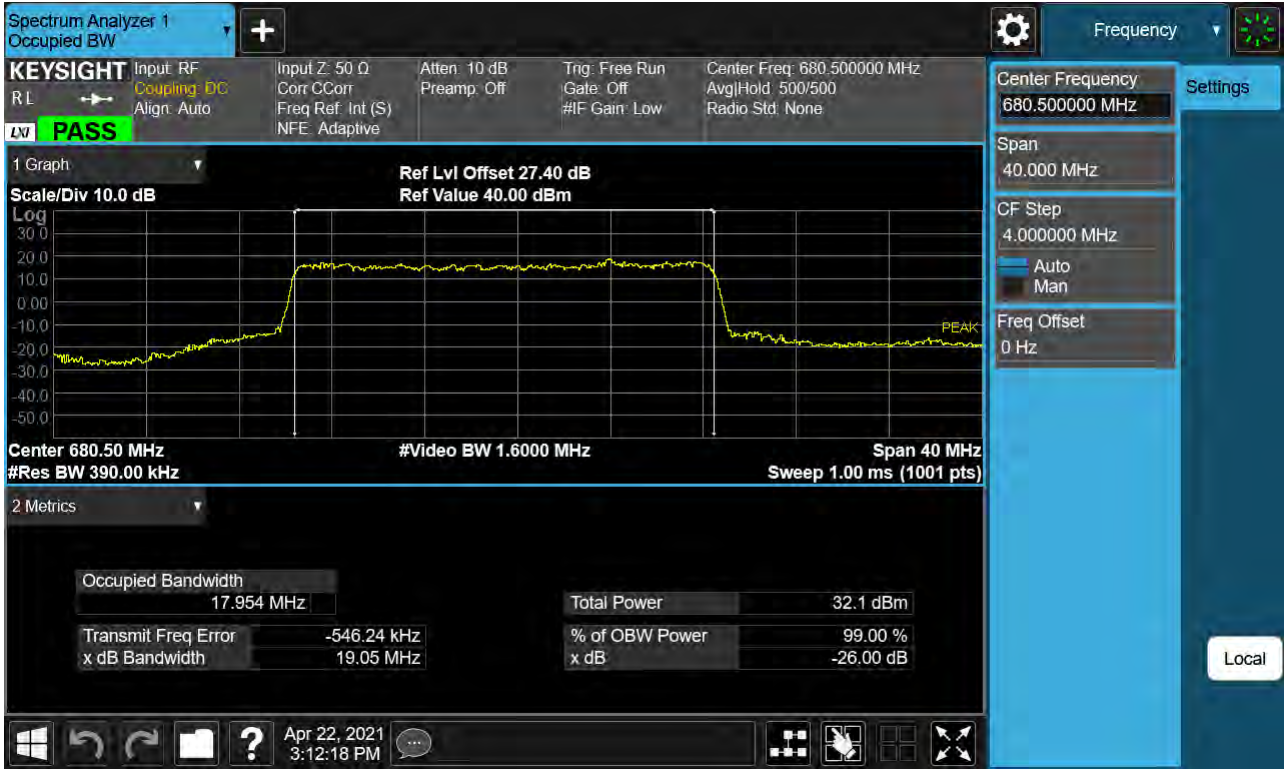 Spectrum Analyzer 1
Occupied BW
Frequency
KEYSIGHT
RL
LXI PASS
Input: RF
Coupling: DC
Align: Auto
Input Z: 50 Ω
Corr CCorr
Freq Ref: Int (S)
NFE: Adaptive
Atten: 10 dB
Preamp: Off
Trig: Free Run
Gate: Off
#IF Gain: Low
Center Freq: 680.500000 MHz
Avg|Hold: 500/500
Radio Std: None
Center Frequency
680.500000 MHz
Settings
Span
40.000 MHz
CF Step
4.000000 MHz
Auto
Man
Freq Offset
0 Hz
1 Graph
Scale/Div 10.0 dB
Ref Lvl Offset 27.40 dB
Ref Value 40.00 dBm
Log
30.0
20.0
10.0
0.00
-10.0
-20.0
-30.0
-40.0
-50.0
PEAK
Center 680.50 MHz
#Video BW 1.6000 MHz
Span 40 MHz
#Res BW 390.00 kHz
Sweep 1.00 ms (1001 pts)
2 Metrics
Occupied Bandwidth
17.954 MHz
Transmit Freq Error -546.24 kHz
x dB Bandwidth 19.05 MHz
Total Power 32.1 dBm
% of OBW Power 99.00 %
x dB -26.00 dB
Local
?
Apr 22, 2021
3:12:18 PM